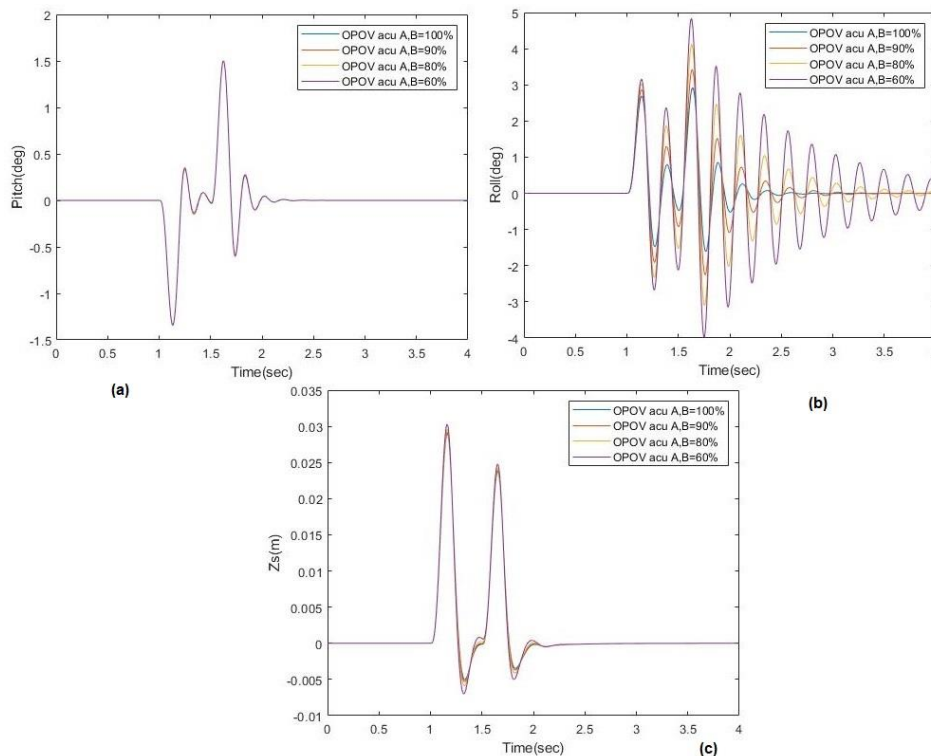 2
1.5
1
0.5
0
-0.5
-1
-1.5
Pitch(deg)
OPOV acu A,B=100%
OPOV acu A,B=90%
OPOV acu A,B=80%
OPOV acu A,B=60%
0 0.5 1 1.5 2 2.5 3 3.5 4
Time(sec)
(a)
5
4
3
2
1
0
-1
-2
-3
-4
Roll(deg)
OPOV acu A,B=100%
OPOV acu A,B=90%
OPOV acu A,B=80%
OPOV acu A,B=60%
0 0.5 1 1.5 2 2.5 3 3.5
Time(sec)
(b)
0.035
0.03
0.025
0.02
0.015
0.01
0.005
0
-0.005
-0.01
Zs(m)
OPOV acu A,B=100%
OPOV acu A,B=90%
OPOV acu A,B=80%
OPOV acu A,B=60%
0 0.5 1 1.5 2 2.5 3 3.5 4
Time(sec)
(c)